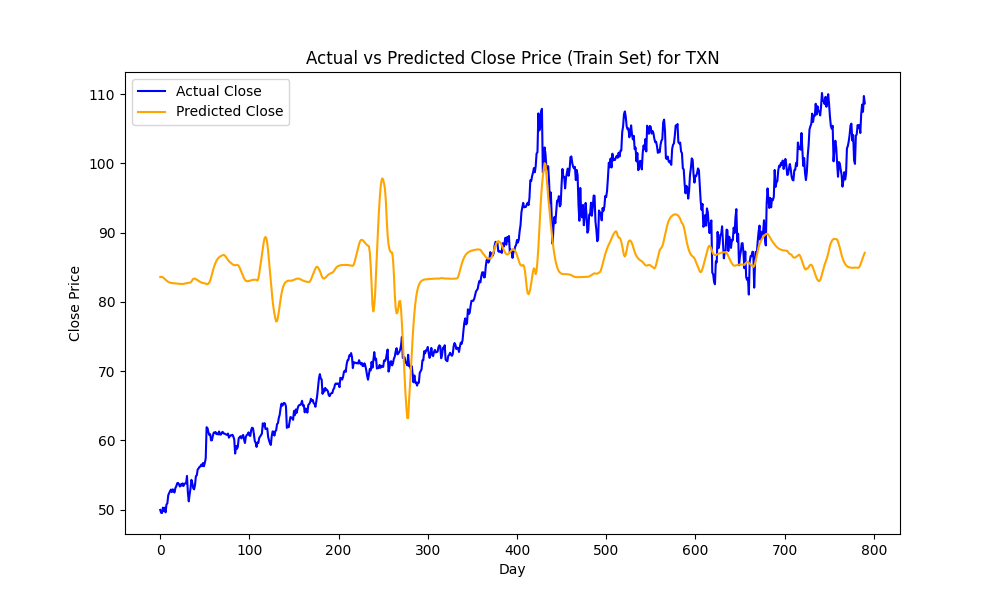 Actual vs Predicted Close Price (Train Set) for TXN
Actual Close
Predicted Close
Close Price
110
100
90
80
70
60
50
0 100 200 300 400 500 600 700 800
Day